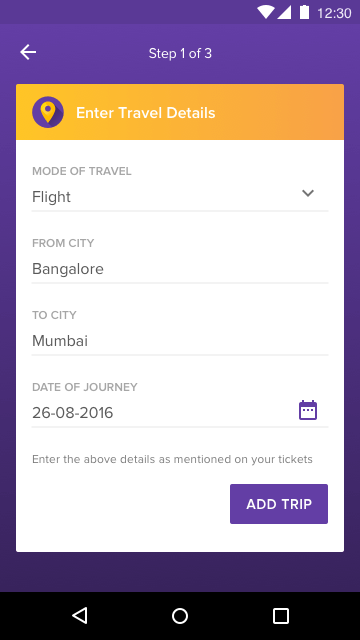 12:30
Step 1 of 3
Enter Travel Details
MODE OF TRAVEL
Flight
FROM CITY
Bangalore
TO CITY
Mumbai
DATE OF JOURNEY
26-08-2016
Enter the above details as mentioned on your tickets
ADD TRIP